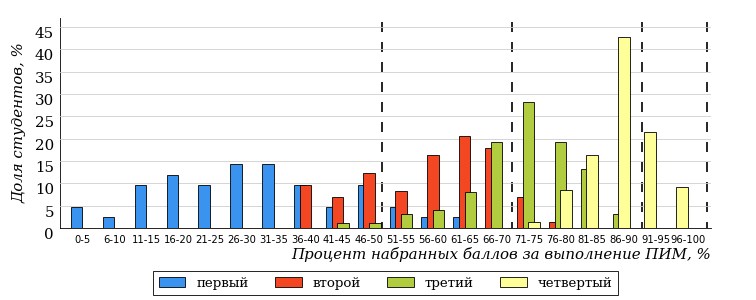 Доля студентов, %
45
40
35
30
25
20
15
10
5
0
0-5 6-10 11-15 16-20 21-25 26-30 31-35 36-40 41-45 46-50 51-55 56-60 61-65 66-70 71-75 76-80 81-85 86-90 91-95 96-100
Процент набранных баллов за выполнение ПИМ, %
первый второй третий четвертый